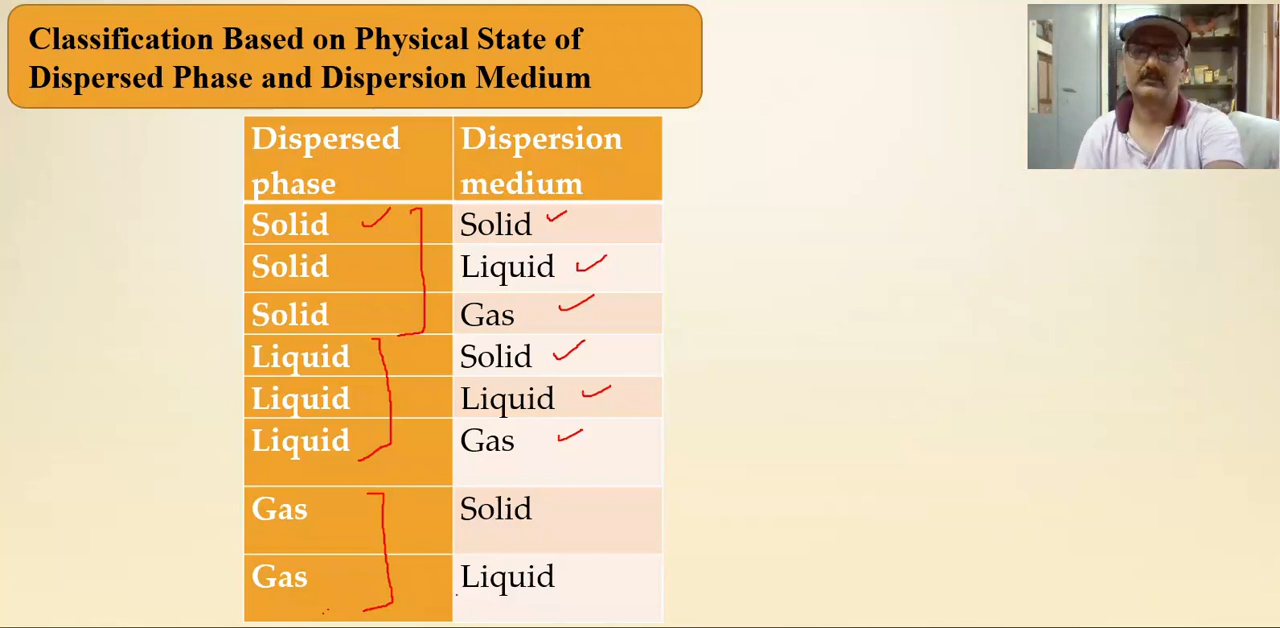 Classification Based on Physical State of
Dispersed Phase and Dispersion Medium
Dispersed phase Dispersion medium
Solid Solid
Solid Liquid
Solid Gas
Liquid Solid
Liquid Liquid
Liquid Gas
Gas Solid
Gas Liquid